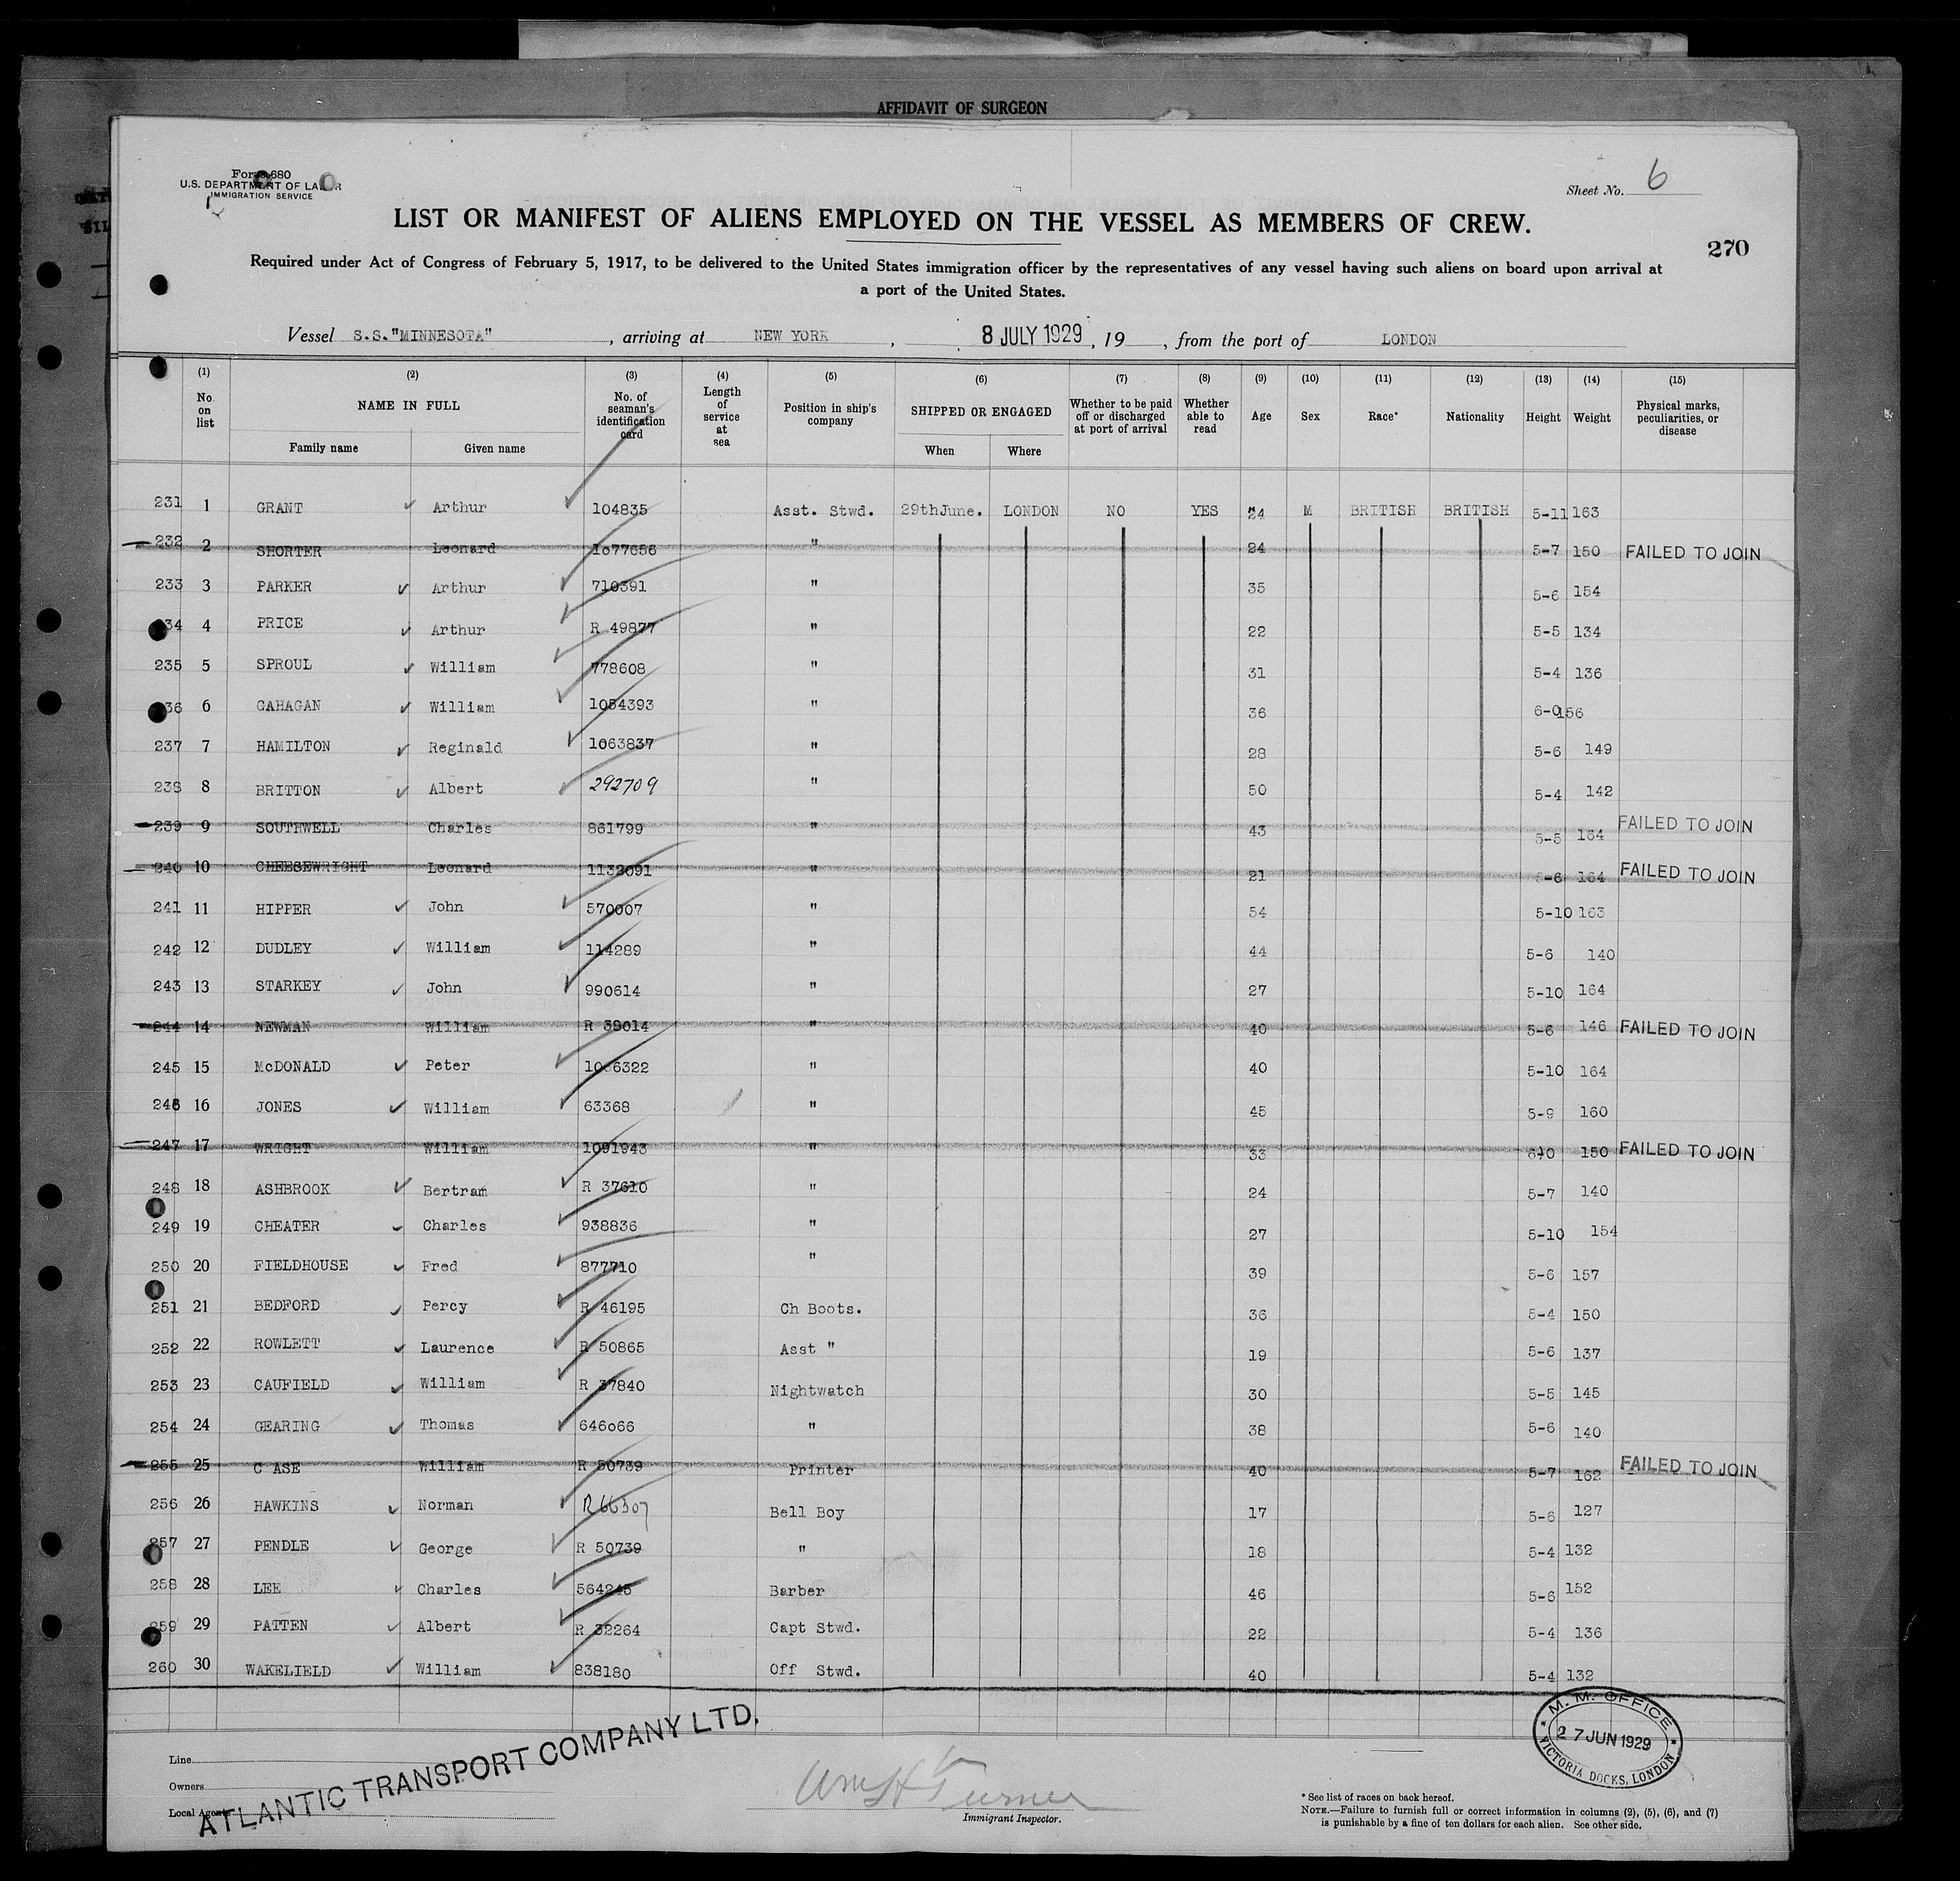 AFFIDAVIT OF SURGEON
Form 680
U.S. DEPARTMENT OF LABOR
IMMIGRATION SERVICE
Sheet No. 6
LIST OR MANIFEST OF ALIENS EMPLOYED ON THE VESSEL AS MEMBERS OF CREW.
270
Required under Act of Congress of February 5, 1917, to be delivered to the United States immigration officer by the representatives of any vessel having such aliens on board upon arrival at
a port of the United States.
Vessel S.S."MINNESOTA", arriving at NEW YORK, 8 JULY 1929, 19 , from the port of LONDON
(1) (2) (3) (4) (5) (6) (7) (8) (9) (10) (11) (12) (13) (14) (15)
No. on list NAME IN FULL Family name Given name No. of seaman's identification card Length of service at sea Position in ship's company SHIPPED OR ENGAGED When Where Whether to be paid off or discharged at port of arrival Whether able to read Age Sex Race* Nationality Height Weight Physical marks, peculiarities, or disease
231 1 GRANT Arthur 104835 Asst. Stwd. 29thJune. LONDON NO YES 24 M BRITISH BRITISH 5-11 163
232 2 SHORTER Leonard 1077656 " 24 5-7 150 FAILED TO JOIN
233 3 PARKER Arthur 710391 " 35 5-6 154
234 4 PRICE Arthur R 49877 " 22 5-5 134
235 5 SPROUL William 778608 " 31 5-4 136
236 6 GAHAGAN William 1054393 " 36 6-0 156
237 7 HAMILTON Reginald 1063837 " 28 5-6 149
238 8 BRITTON Albert 292709 " 50 5-4 142
239 9 SOUTHWELL Charles 861799 " 43 5-5 164 FAILED TO JOIN
240 10 CHEESEWRIGHT Leonard 1132091 " 21 5-6 164 FAILED TO JOIN
241 11 HIPPER John 570007 " 54 5-10 163
242 12 DUDLEY William 114289 " 44 5-6 140
243 13 STARKEY John 990614 " 27 5-10 164
244 14 NEWMAN William R 39014 " 40 5-6 146 FAILED TO JOIN
245 15 McDONALD Peter " 40 5-10 164
246 16 JONES William 63368 " 45 5-9 160
247 17 WRIGHT William 1091943 " 33 150 FAILED TO JOIN
248 18 ASHBROOK Bertram R 37610 " 24 5-7 140
249 19 CHEATER Charles 938836 " 27 5-10 154
250 20 FIELDHOUSE Fred 877710 " 39 5-6 157
251 21 BEDFORD Percy R 46195 Ch Boots. 36 5-4 150
252 22 ROWLETT Laurence R 50865 Asst " 19 5-6 137
253 23 CAUFIELD William R 37840 Nightwatch 30 5-5 145
254 24 GEARING Thomas 646o66 " 38 5-6 140
255 25 C ASE William R 50739 Printer 40 5-7 162 FAILED TO JOIN
256 26 HAWKINS Norman R66307 Bell Boy 17 5-6 127
257 27 PENDLE George R 50739 " 18 5-4 132
258 28 LEE Charles 564245 Barber 46 5-6 152
259 29 PATTEN Albert R 32264 Capt Stwd. 22 5-4 136
260 30 WAKELIELD William 838180 Off Stwd. 40 5-4 132
Line
Owners
Local Agents
ATLANTIC TRANSPORT COMPANY LTD.
Wm H Turner
Immigrant Inspector.
M. M. OFFICE
27 JUN 1929
VICTORIA DOCKS, LONDON
* See list of races on back hereof.
NOTE.—Failure to furnish full or correct information in columns (2), (5), (6), and (7)
is punishable by a fine of ten dollars for each alien. See other side.